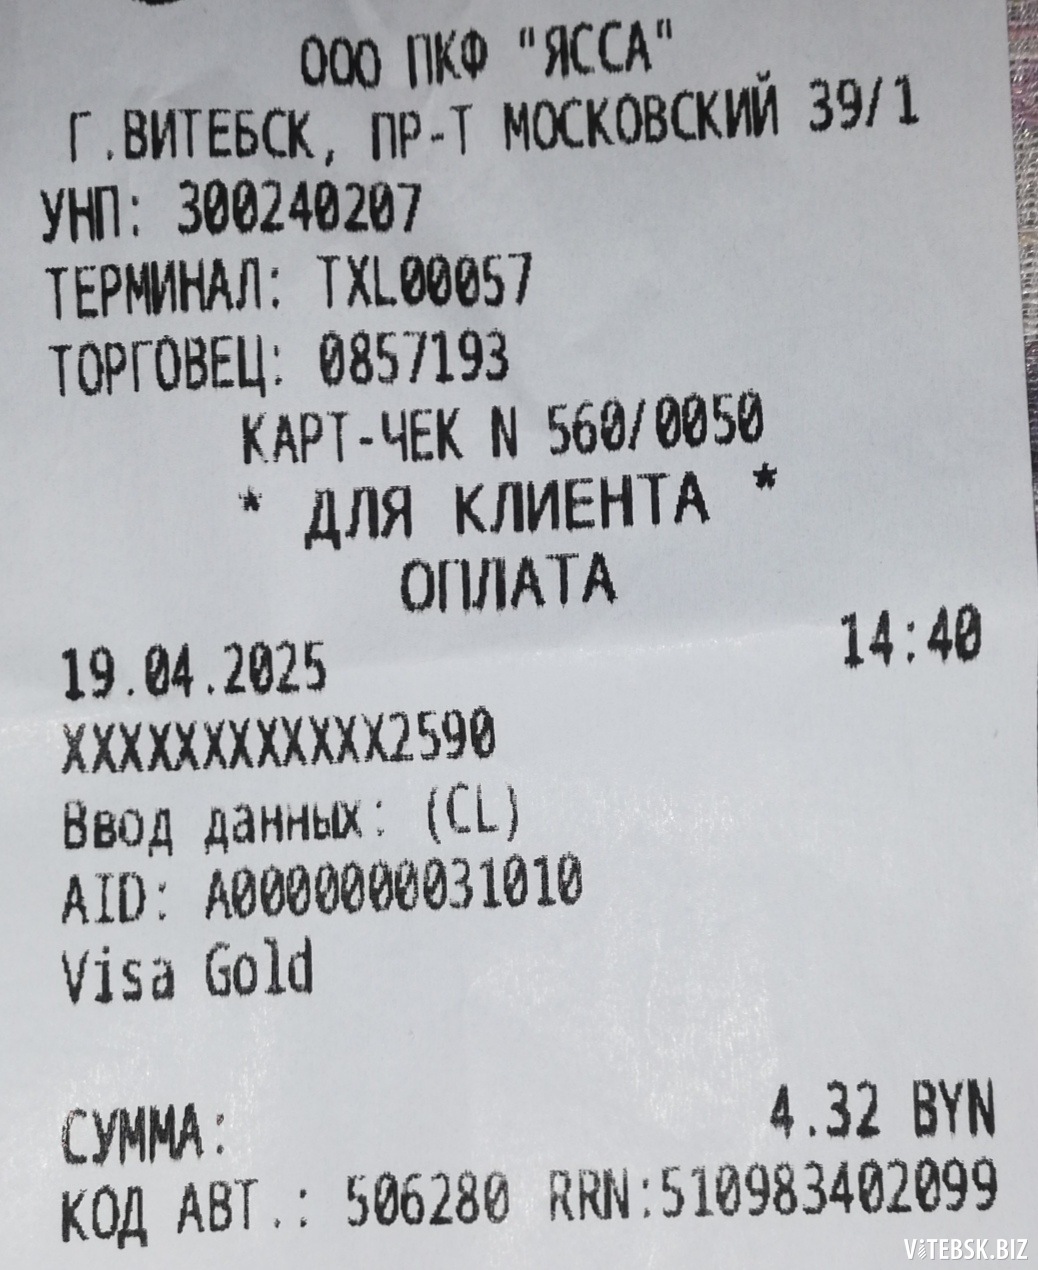 ООО ПКФ "ЯССА"
Г.ВИТЕБСК, ПР-Т МОСКОВСКИЙ 39/1
УНП: 300240207
ТЕРМИНАЛ: TXL00057
ТОРГОВЕЦ: 0857193
КАРТ-ЧЕК N 560/0050
* ДЛЯ КЛИЕНТА *
ОПЛАТА
19.04.2025 14:40
XXXXXXXXXXXX2590
Ввод данных: (CL)
AID: A0000000031010
Visa Gold
СУММА: 4.32 BYN
КОД АВТ.: 506280 RRN:510983402099
ViTEBSK.BIZ